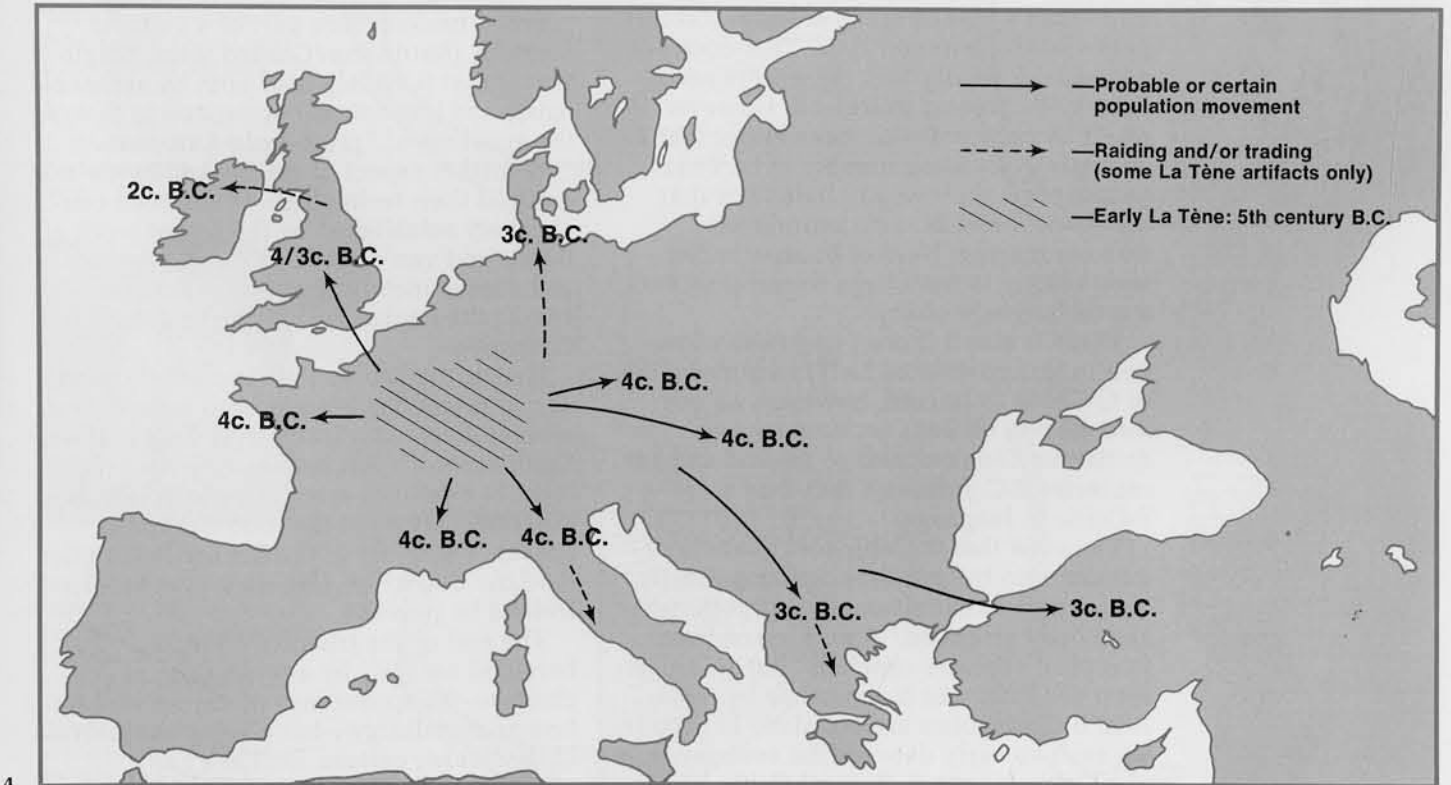 —Probable or certain
population movement
—Raiding and/or trading
(some La Tène artifacts only)
—Early La Tène: 5th century B.C.
2c. B.C.
3c. B.C.
4/3c. B.C.
4c. B.C.
4c. B.C.
4c. B.C.
4c. B.C.
4c. B.C.
3c. B.C.
3c. B.C.
4